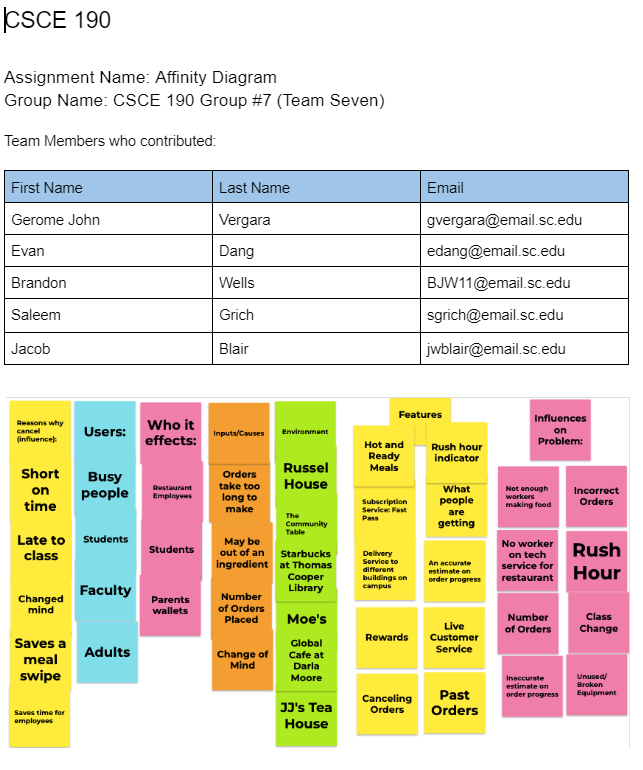 CSCE 190
Assignment Name: Affinity Diagram
Group Name: CSCE 190 Group #7 (Team Seven)
Team Members who contributed:
First Name Last Name Email
Gerome John Vergara gvergara@email.sc.edu
Evan Dang edang@email.sc.edu
Brandon Wells BJW11@email.sc.edu
Saleem Grich sgrich@email.sc.edu
Jacob Blair jwblair@email.sc.edu
Reasons why
cancel
(influence):
Short
on
time
Late to
class
Changed
mind
Saves a
meal
swipe
Saves time for
employees
Users:
Busy
people
Students
Faculty
Adults
Who it
effects:
Restaurant
Employees
Students
Parents
wallets
Inputs/Causes
Orders
take too
long to
make
May be
out of an
ingredient
Number
of Orders
Placed
Change of
Mind
Environment
Russel
House
The
Community
Table
Starbucks
at Thomas
Cooper
Library
Moe's
Global
Cafe at
Darla
Moore
JJ's Tea
House
Features
Hot and
Ready
Meals
Subscription
Service: Fast
Pass
Delivery
Service to
different
buildings on
campus
Rewards
Canceling
Orders
Rush hour
indicator
What
people
are
getting
An accurate
estimate on
order progress
Live
Customer
Service
Past
Orders
Influences
on
Problem:
Not enough
workers
making food
No worker
on tech
service for
restaurant
Number
of Orders
Inaccurate
estimate on
order progress
Incorrect
Orders
Rush
Hour
Class
Change
Unused/
Broken
Equipment